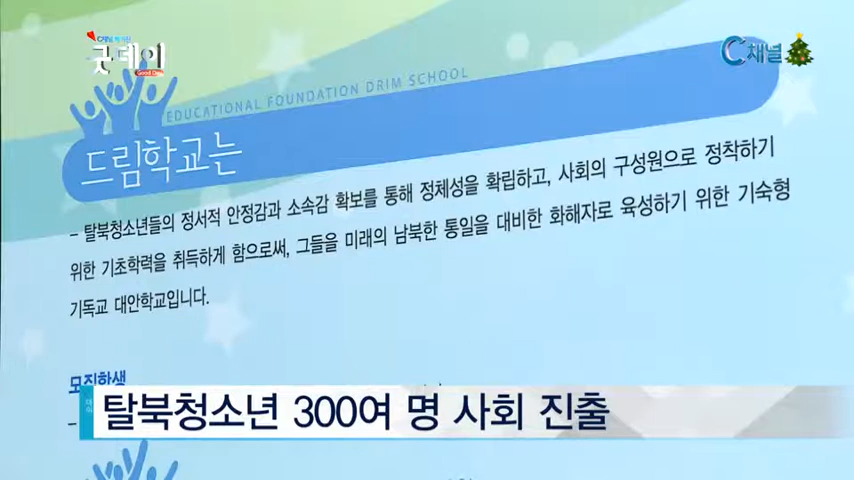 C채널
굿데이
Good Day
C채널
EDUCATIONAL FOUNDATION DRIM SCHOOL
드림학교는
- 탈북청소년들의 정서적 안정감과 소속감 확보를 통해 정체성을 확립하고, 사회의 구성원으로 정착하기
위한 기초학력을 취득하게 함으로써, 그들을 미래의 남북한 통일을 대비한 화해자로 육성하기 위한 기숙형
기독교 대안학교입니다.
모집학생
-
탈북청소년 300여 명 사회 진출